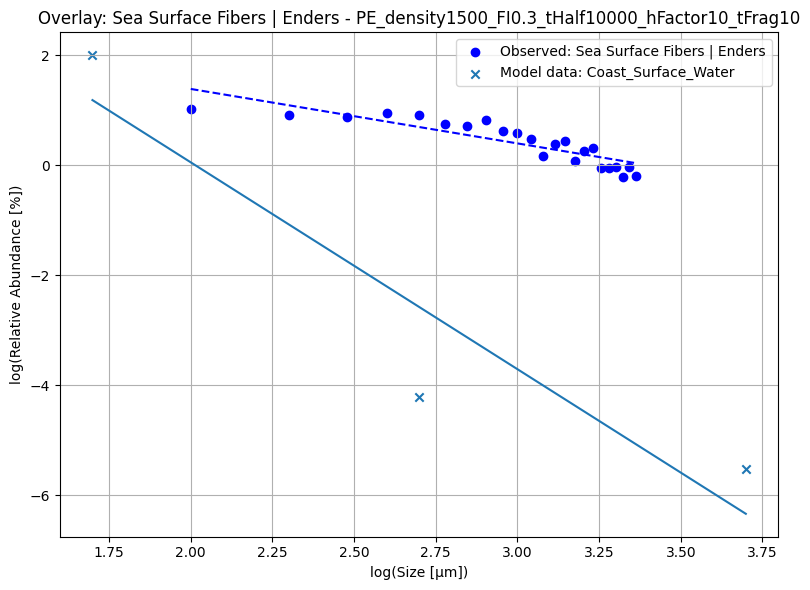 Overlay: Sea Surface Fibers | Enders - PE_density1500_FI0.3_tHalf10000_hFactor10_tFrag10
Observed: Sea Surface Fibers | Enders
Model data: Coast_Surface_Water
log(Relative Abundance [%])
2
0
−2
−4
−6
1.75
2.00
2.25
2.50
2.75
3.00
3.25
3.50
3.75
log(Size [µm])